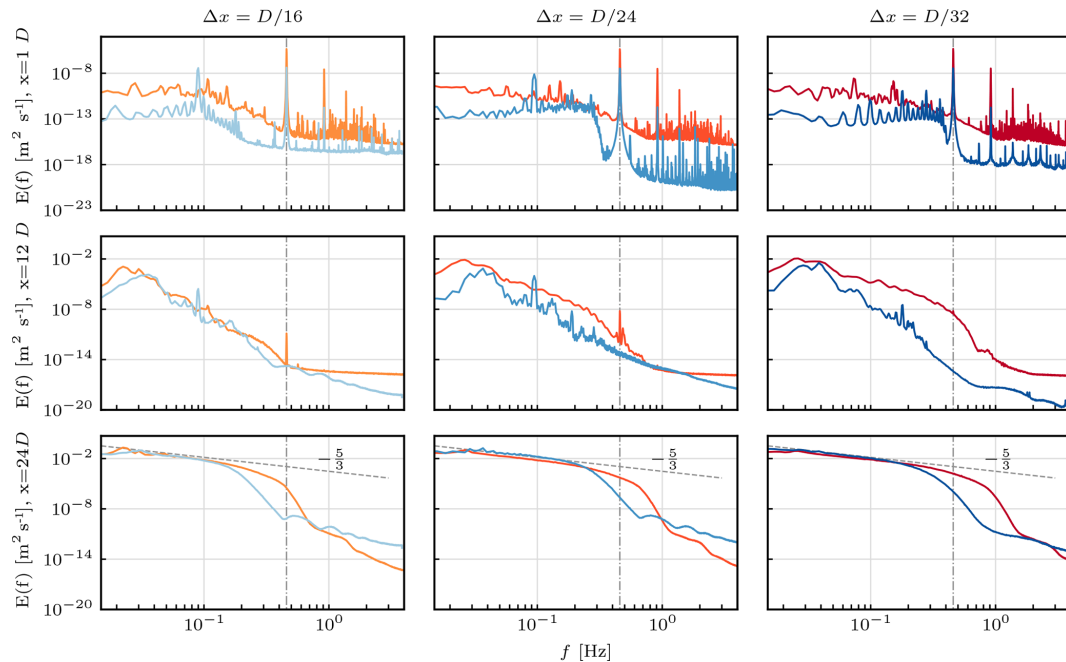 Δx = D/16
Δx = D/24
Δx = D/32
E(f) [m² s⁻¹], x=1 D
10⁻⁸
10⁻¹³
10⁻¹⁸
10⁻²³
E(f) [m² s⁻¹], x=12 D
10⁻²
10⁻⁸
10⁻¹⁴
10⁻²⁰
E(f) [m² s⁻¹], x=24D
10⁻²
10⁻⁸
10⁻¹⁴
10⁻²⁰
−5/3
−5/3
−5/3
10⁻¹ 10⁰
10⁻¹ 10⁰
10⁻¹ 10⁰
f [Hz]